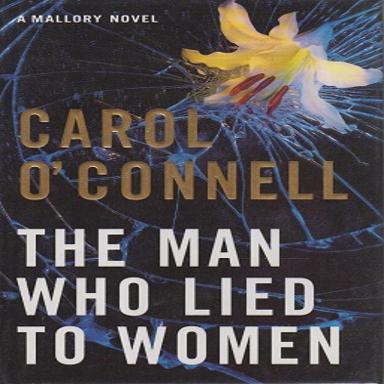 A MALLORY NOVEL
CAROL
O'CONNELL
THE MAN
WHO LIED
TO WOMEN